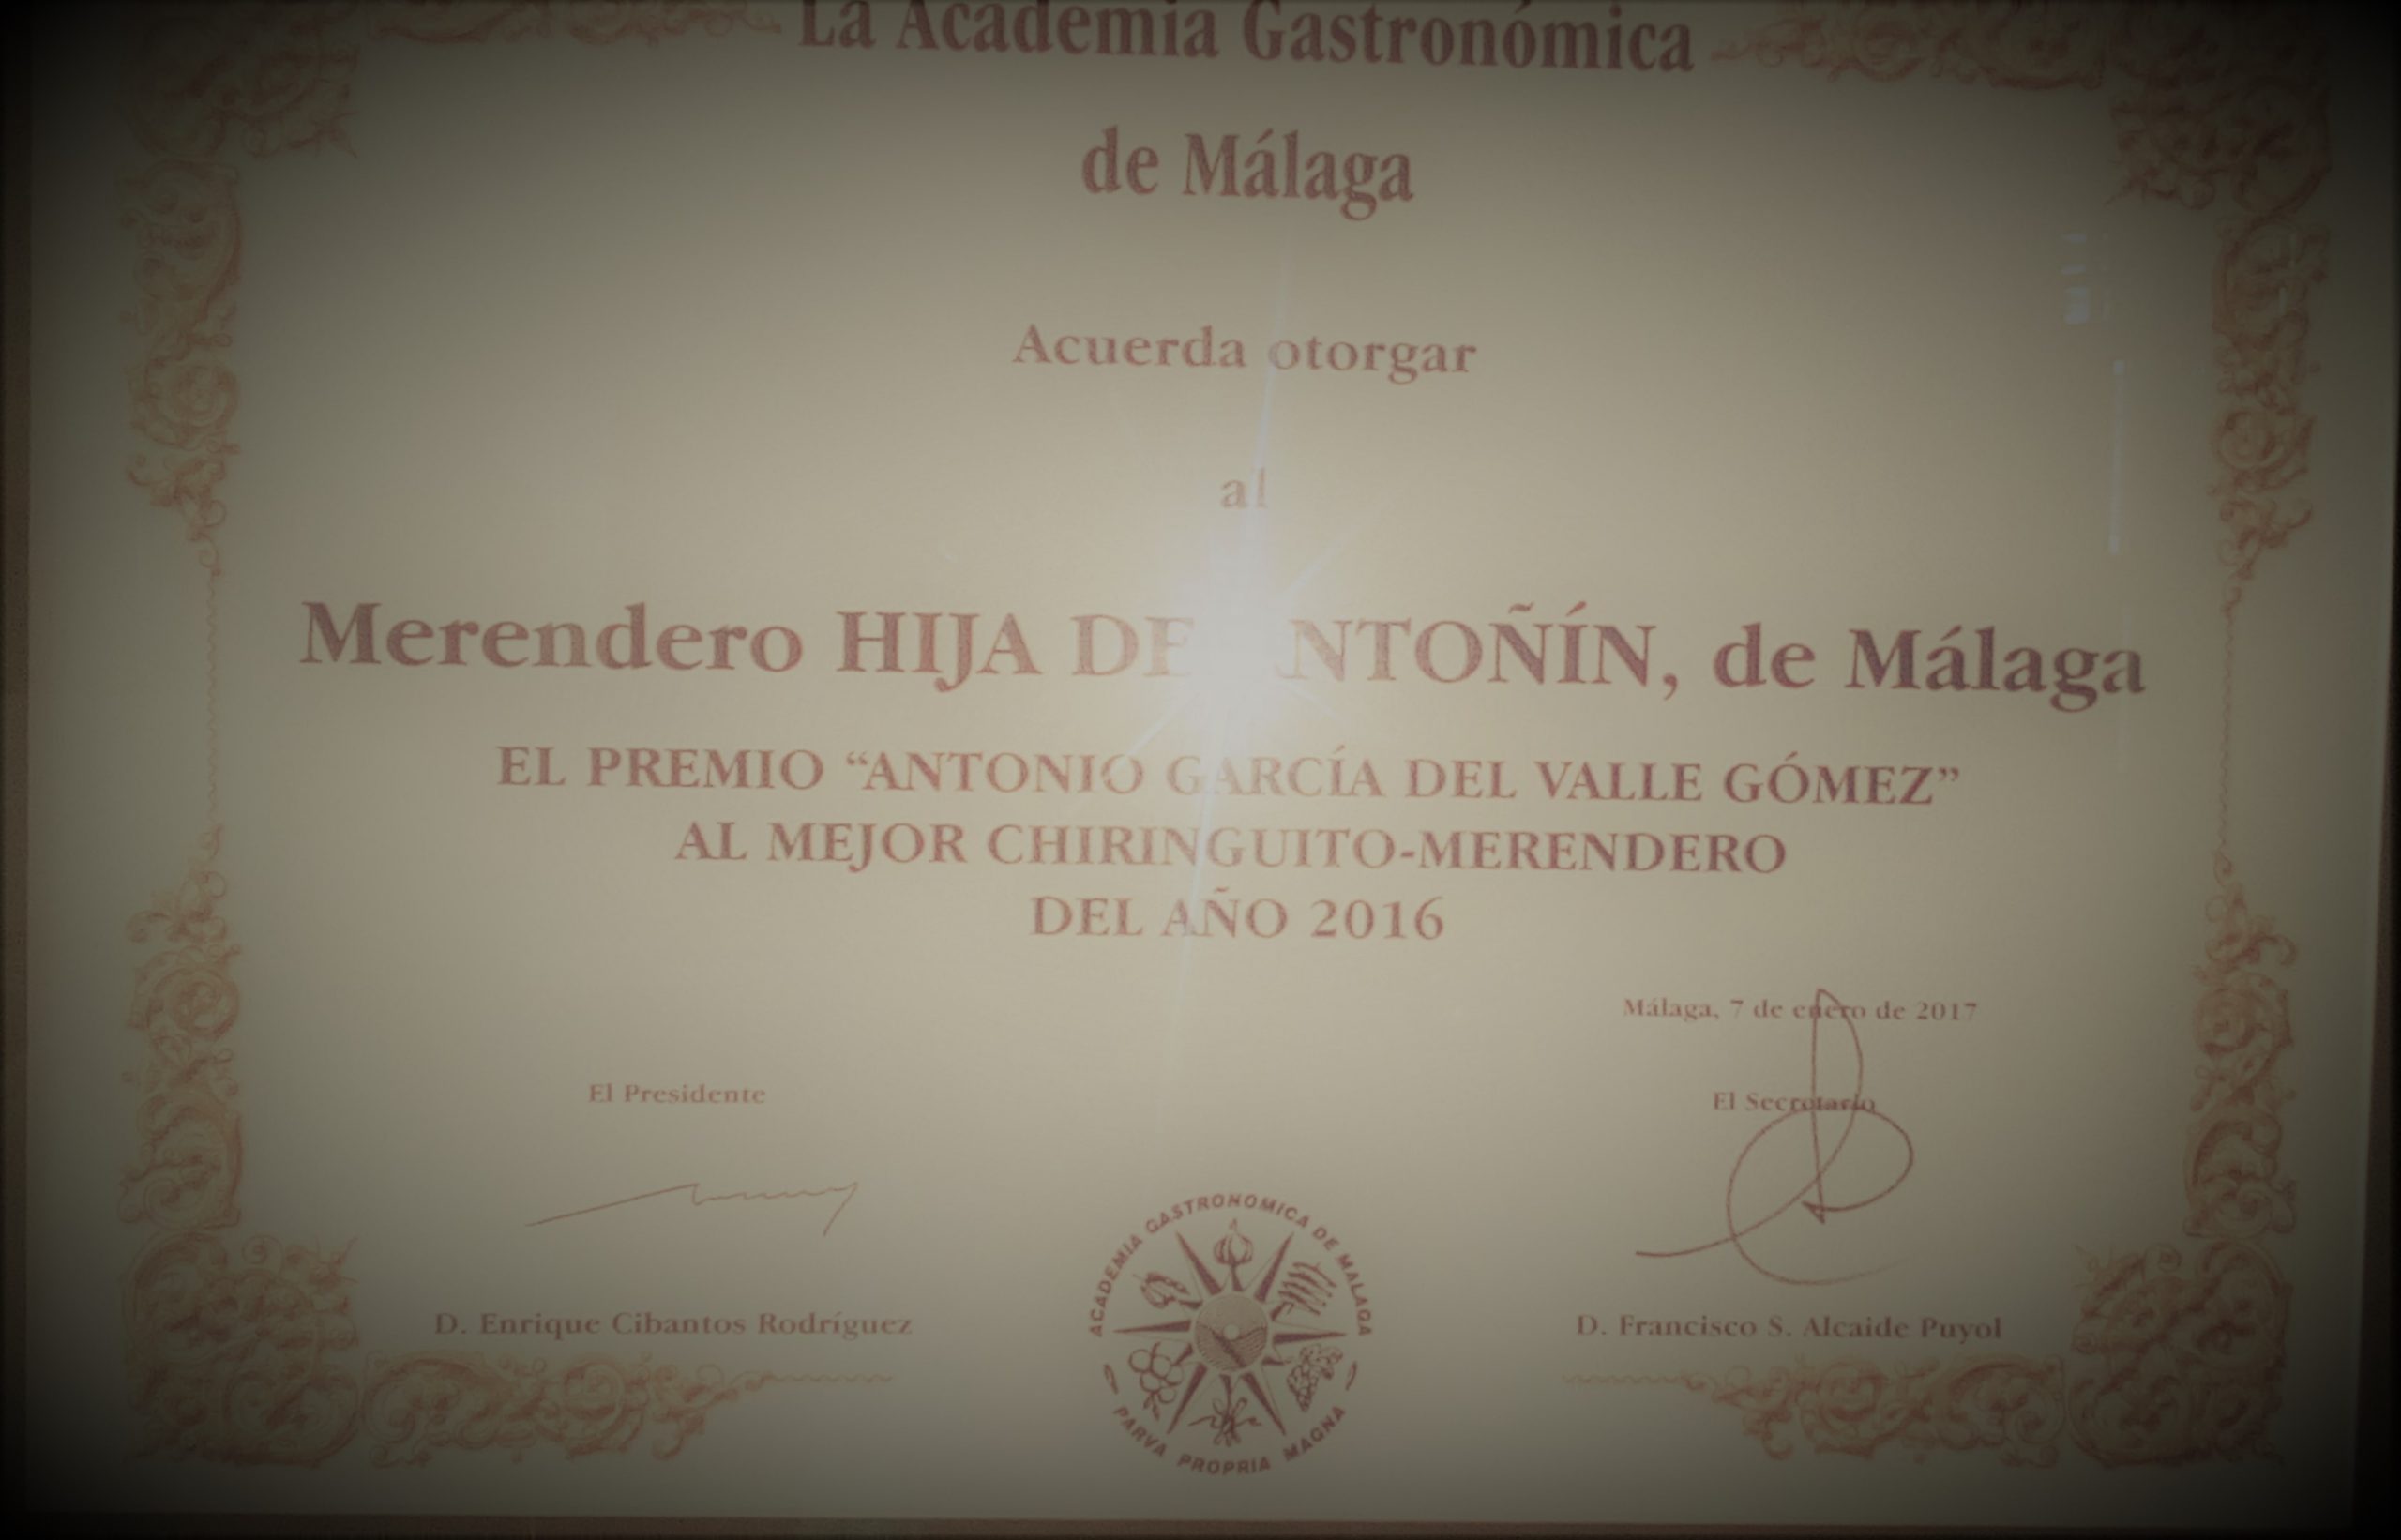 La Academia Gastronómica
de Málaga
Acuerda otorgar
al
Merendero HIJA DE NTOÑÍN, de Málaga
EL PREMIO “ANTONIO GARCÍA DEL VALLE GÓMEZ”
AL MEJOR CHIRINGUITO-MERENDERO
DEL AÑO 2016
Málaga, 7 de enero de 2017
El Presidente
El Secretario
D. Enrique Cibantos Rodríguez
D. Francisco S. Alcaide Puyol
ACADEMIA GASTRONOMICA DE MALAGA
PARVA PROPRIA MAGNA